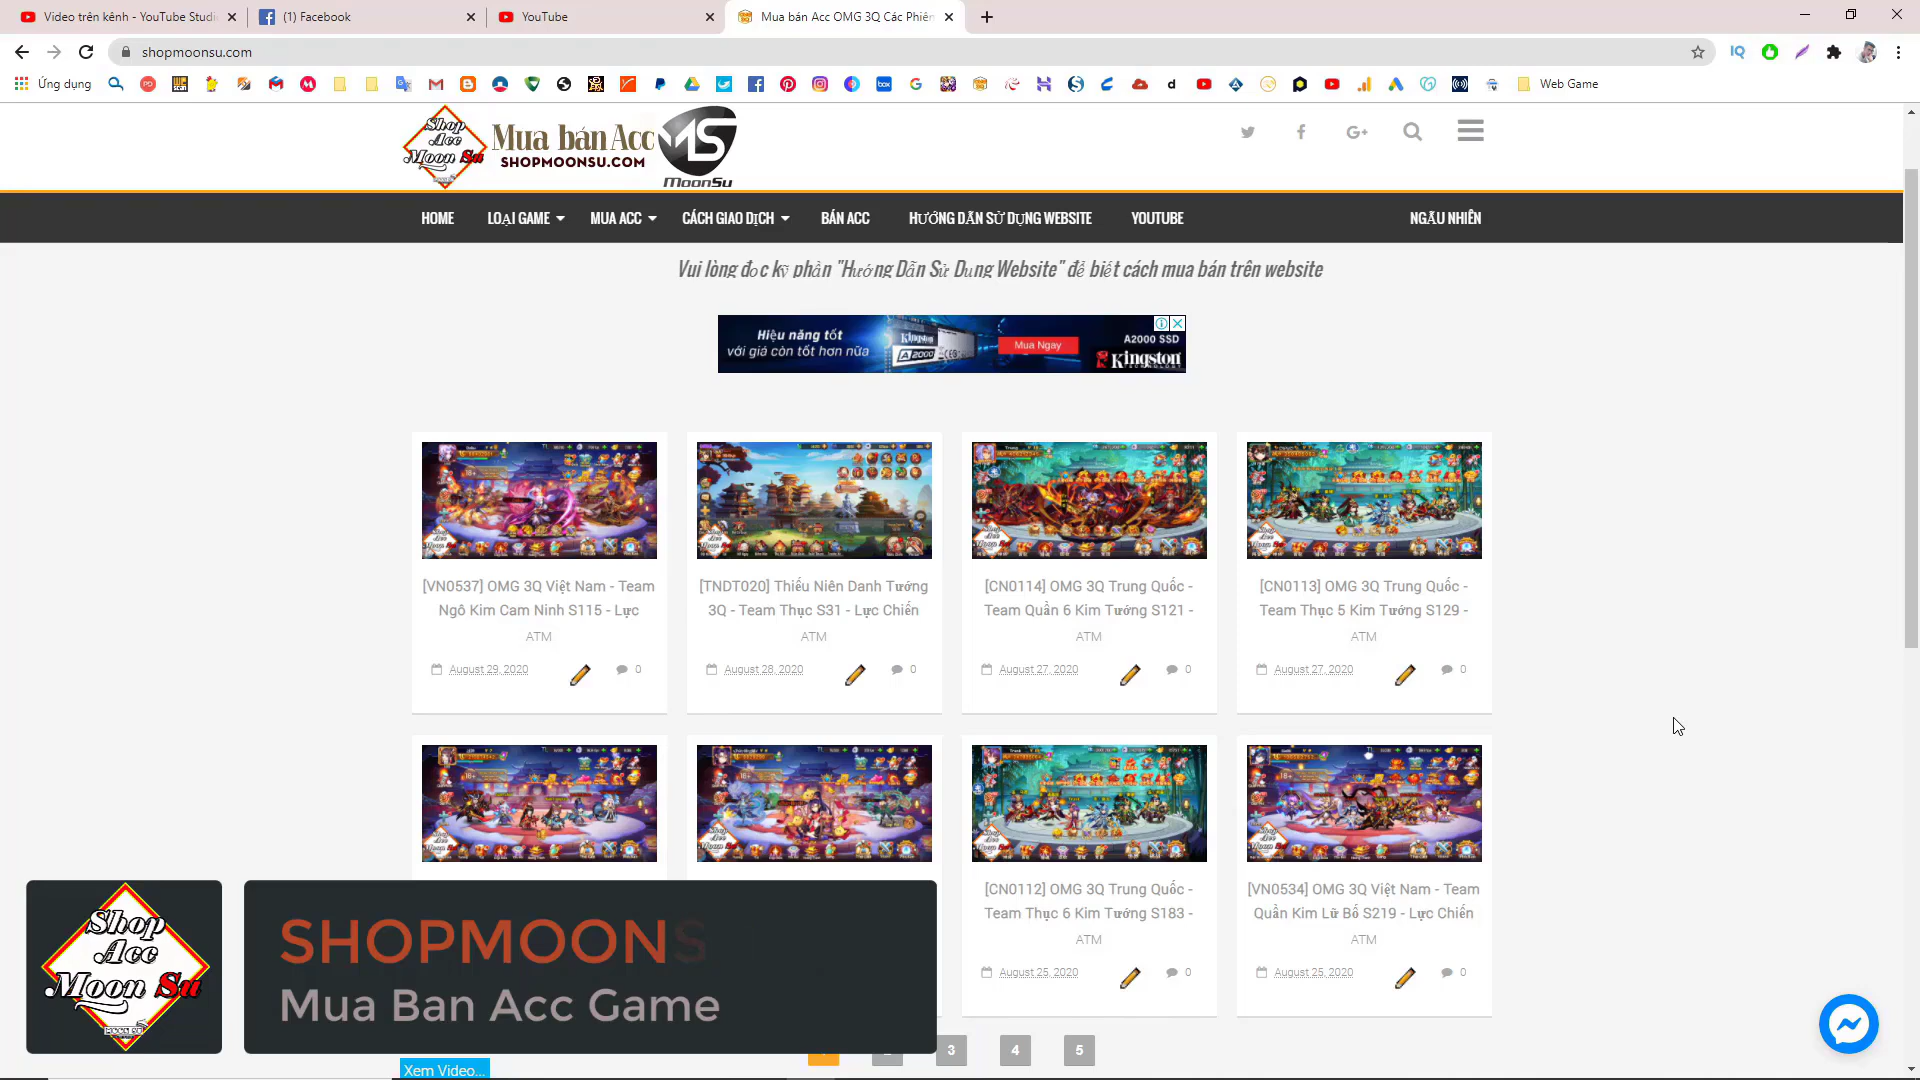 Video trên kênh - YouTube Studi
(1) Facebook
YouTube
Mua bán Acc OMG 3Q Các Phiên
shopmoonsu.com
Ứng dụng
Web Game
Shop
Acc
Moon Su
Mua bán Acc
SHOPMOONSU.COM
MS
MoonSu
HOME
LOẠI GAME
MUA ACC
CÁCH GIAO DỊCH
BÁN ACC
HƯỚNG DẪN SỬ DỤNG WEBSITE
YOUTUBE
NGẪU NHIÊN
Vui lòng đọc kỹ phần "Hướng Dẫn Sử Dụng Website" để biết cách mua bán trên website
Hiệu năng tốt
với giá còn tốt hơn nữa
Kingston
A2000
Mua Ngay
A2000 SSD
Kingston
TECHNOLOGY
[VN0537] OMG 3Q Việt Nam - Team
Ngô Kim Cam Ninh S115 - Lực
ATM
August 29, 2020
0
[TNDT020] Thiếu Niên Danh Tướng
3Q - Team Thục S31 - Lực Chiến
ATM
August 28, 2020
0
[CN0114] OMG 3Q Trung Quốc -
Team Quần 6 Kim Tướng S121 -
ATM
August 27, 2020
0
[CN0113] OMG 3Q Trung Quốc -
Team Thục 5 Kim Tướng S129 -
ATM
August 27, 2020
0
[CN0112] OMG 3Q Trung Quốc -
Team Thục 6 Kim Tướng S183 -
ATM
August 25, 2020
0
[VN0534] OMG 3Q Việt Nam - Team
Quần Kim Lữ Bố S219 - Lực Chiến
ATM
August 25, 2020
0
Shop
Acc
Moon Su
MOON SU
SHOPMOONS
Mua Ban Acc Game
3
4
5
Xem Video...